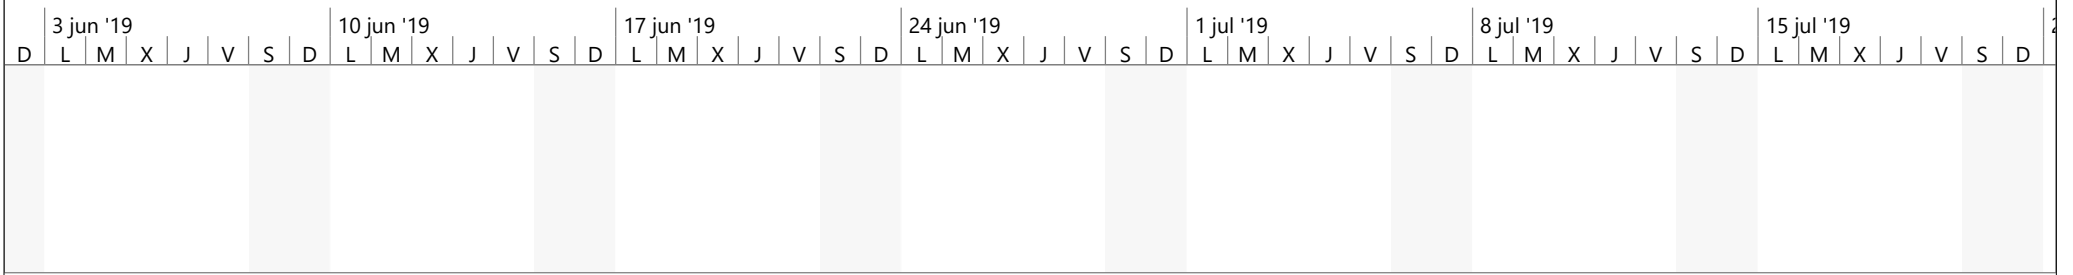 3 jun '19 10 jun '19 17 jun '19 24 jun '19 1 jul '19 8 jul '19 15 jul '19
D L M X J V S D L M X J V S D L M X J V S D L M X J V S D L M X J V S D L M X J V S D L M X J V S D